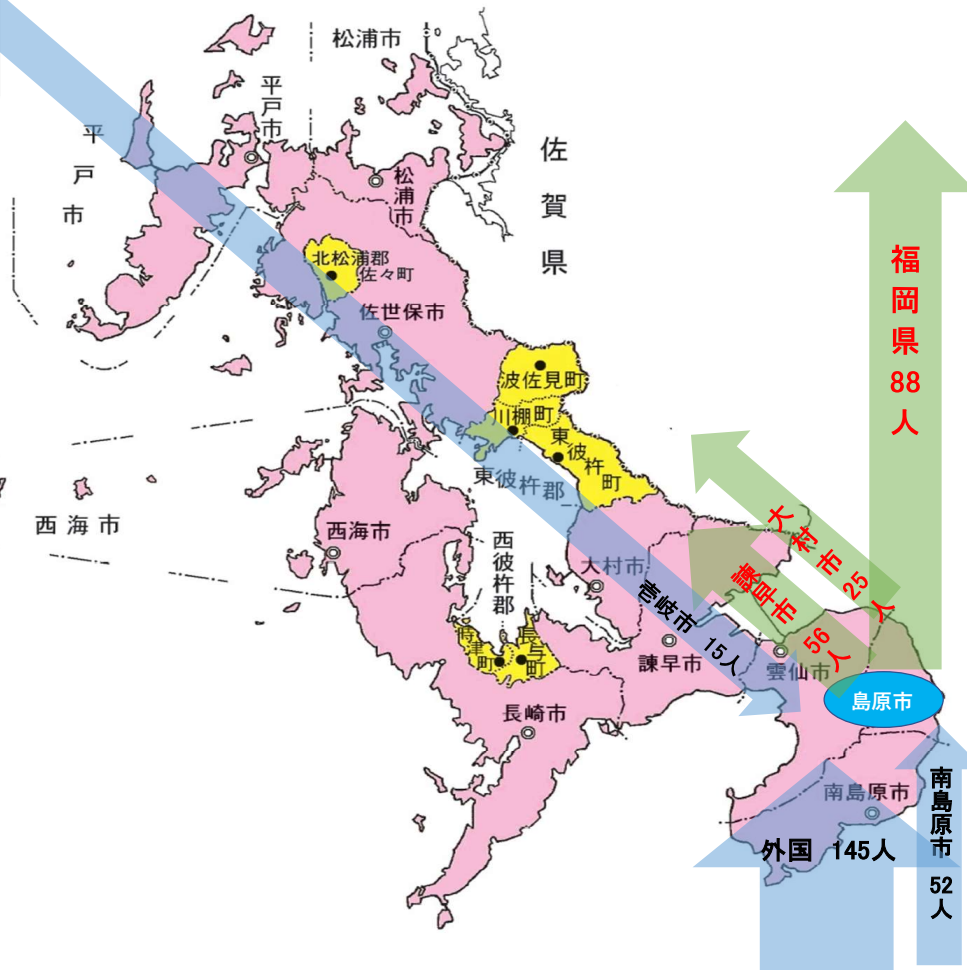 松浦市
平戸市
平戸市
松浦市
佐賀県
北松浦郡
佐々町
佐世保市
福岡県 88人
波佐見町
川棚町
東彼杵町
東彼杵郡
西海市
西海市
西彼杵郡
大村市
大村市 25人
諫早市 56人
壱岐市 15人
時津町
長与町
諫早市
雲仙市
島原市
長崎市
南島原市
南島原市 52人
外国 145人